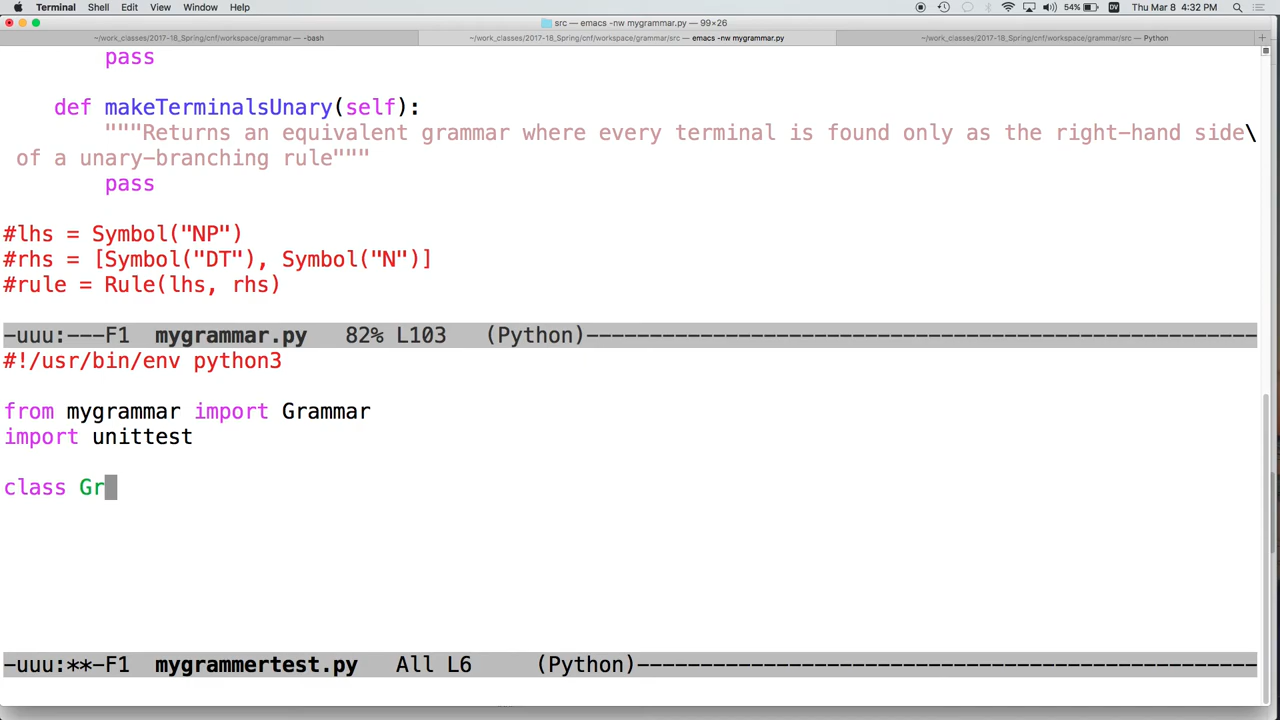 Terminal Shell Edit View Window Help 54% DV Thu Mar 8 4:32 PM
src — emacs -nw mygrammar.py — 99×26
~/work_classes/2017-18_Spring/cnf/workspace/grammar — -bash ~/work_classes/2017-18_Spring/cnf/workspace/grammar/src — emacs -nw mygrammar.py ~/work_classes/2017-18_Spring/cnf/workspace/grammar/src — Python +
pass
def makeTerminalsUnary(self):
"""Returns an equivalent grammar where every terminal is found only as the right-hand side\
of a unary-branching rule"""
pass
#lhs = Symbol("NP")
#rhs = [Symbol("DT"), Symbol("N")]
#rule = Rule(lhs, rhs)
-uuu:---F1 mygrammar.py 82% L103 (Python)-----------------------------------------------------
#!/usr/bin/env python3
from mygrammar import Grammar
import unittest
class Gr
-uuu:**-F1 mygrammertest.py All L6 (Python)-------------------------------------------------